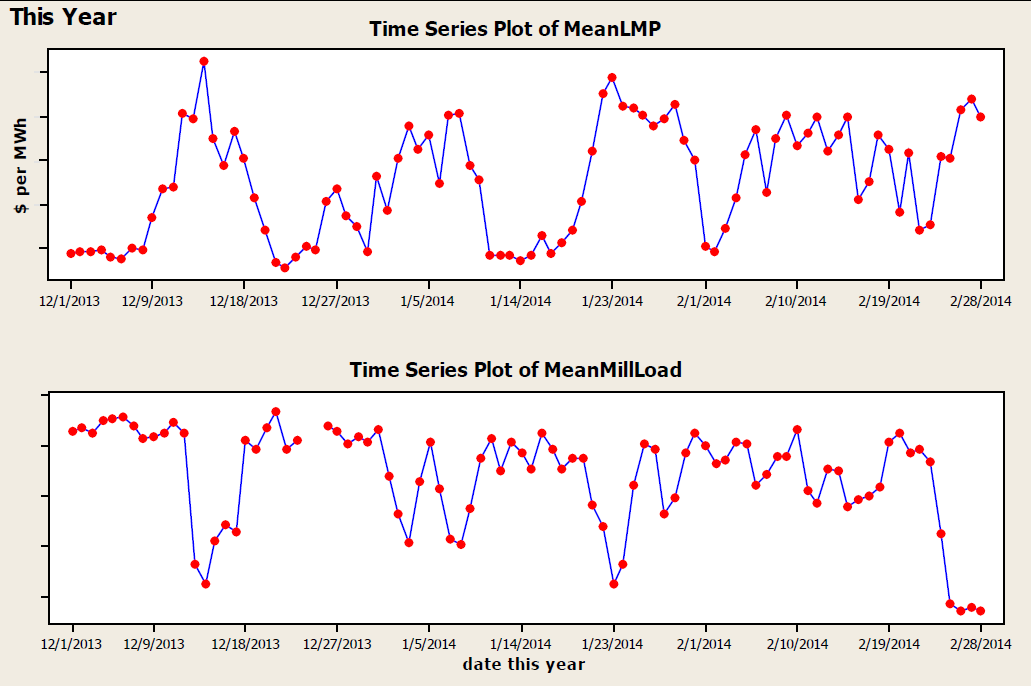 This Year
Time Series Plot of MeanLMP
$ per MWh
12/1/2013 12/9/2013 12/18/2013 12/27/2013 1/5/2014 1/14/2014 1/23/2014 2/1/2014 2/10/2014 2/19/2014 2/28/2014
Time Series Plot of MeanMillLoad
12/1/2013 12/9/2013 12/18/2013 12/27/2013 1/5/2014 1/14/2014 1/23/2014 2/1/2014 2/10/2014 2/19/2014 2/28/2014
date this year